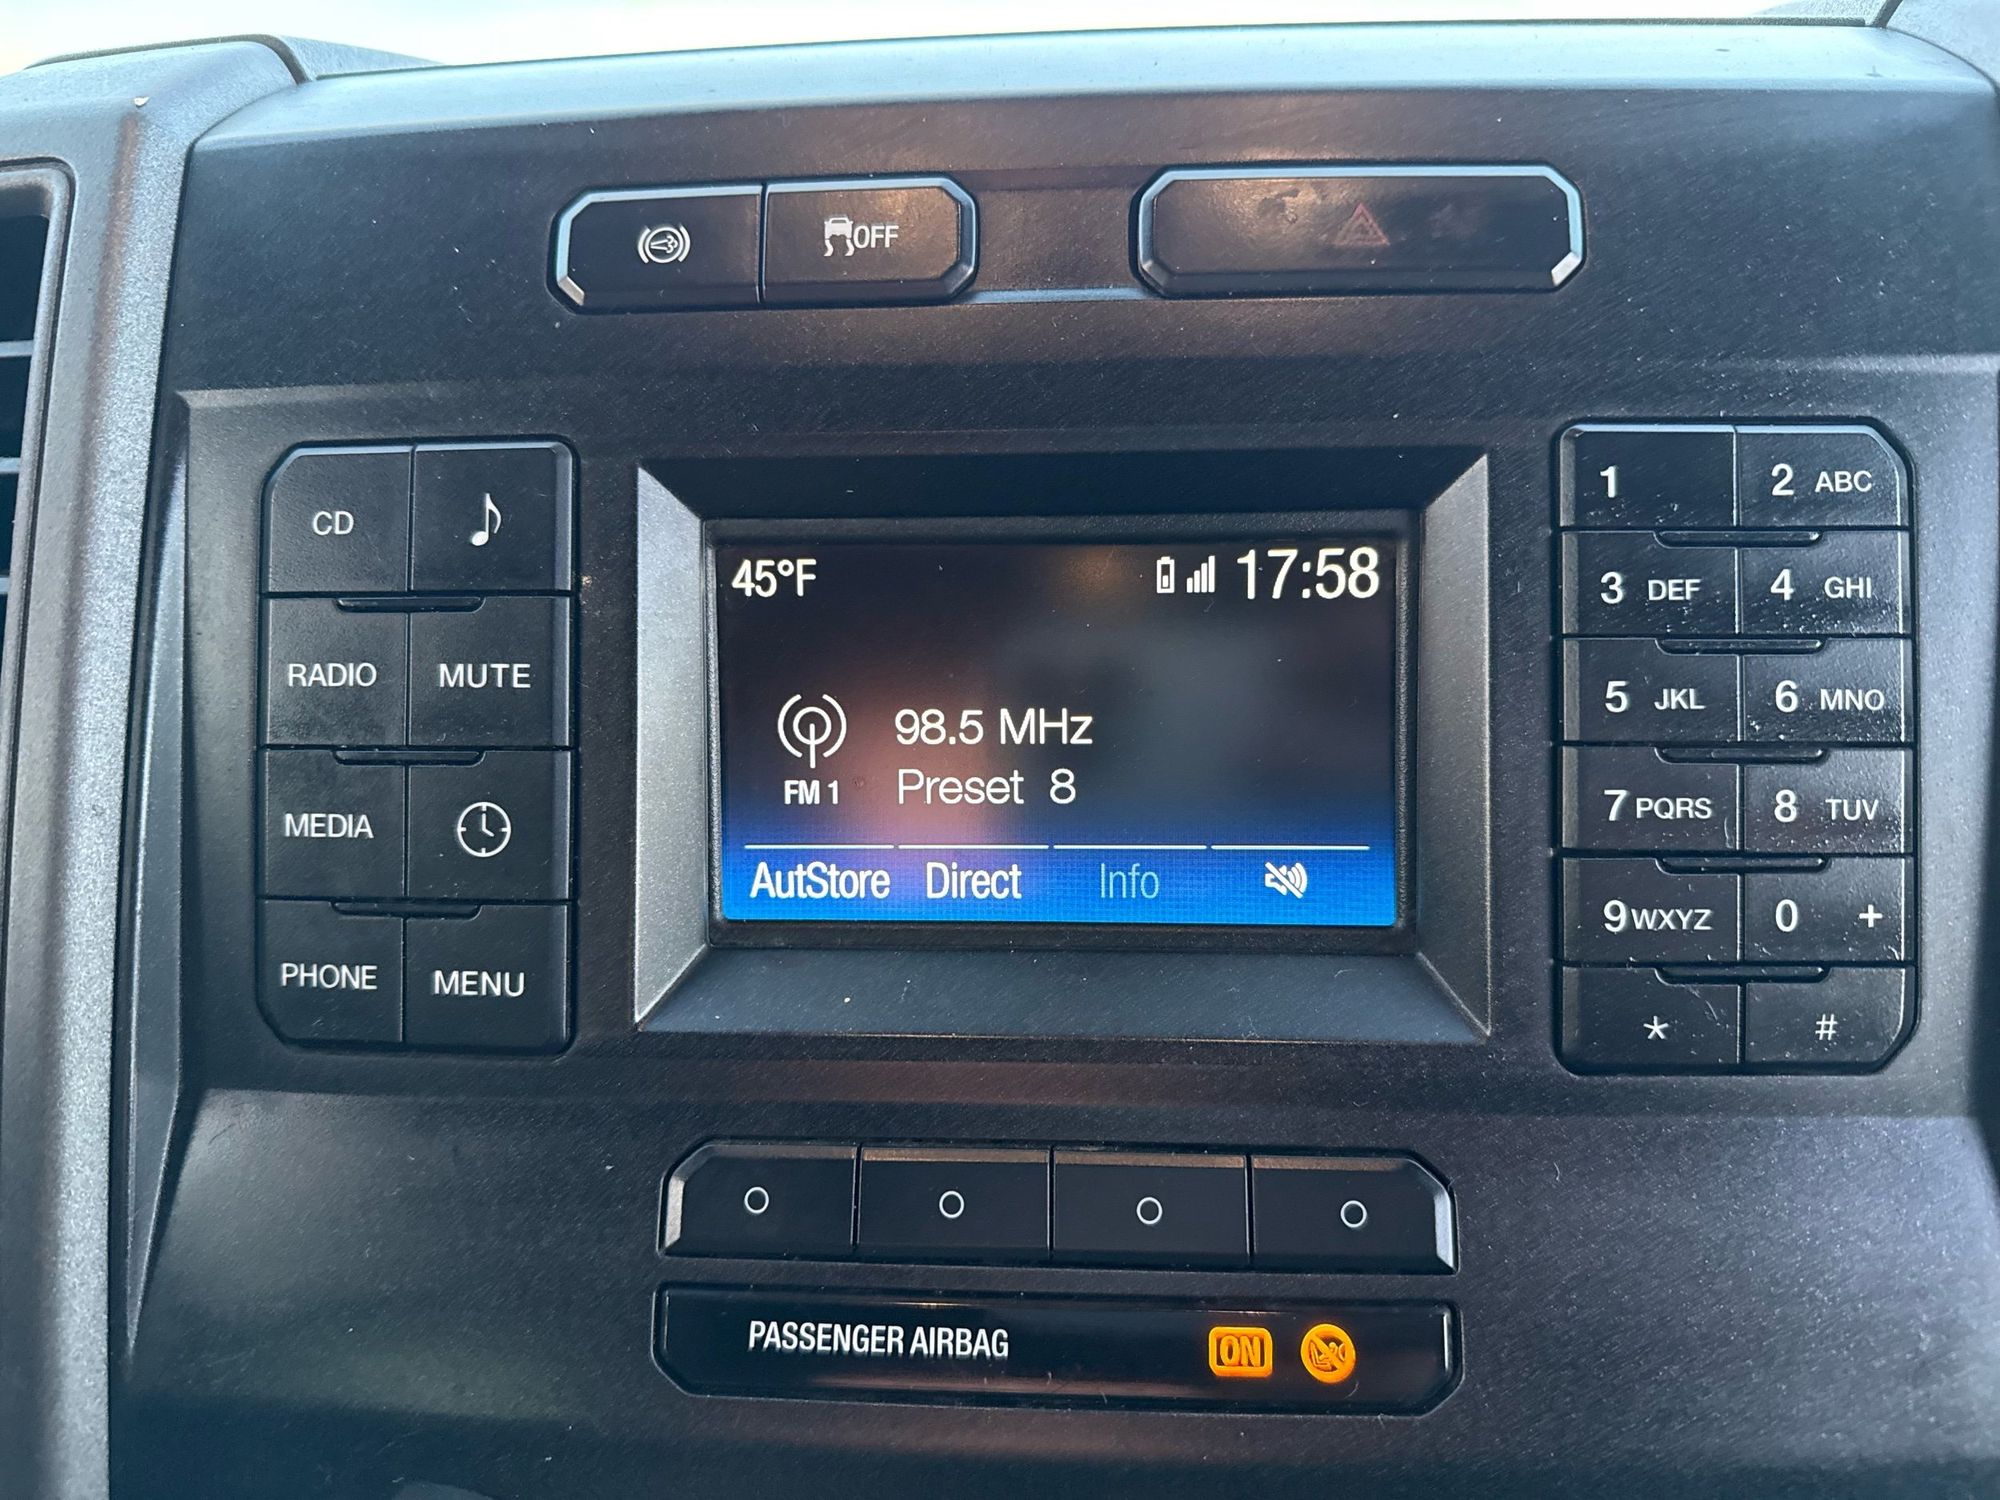 OFF
CD
RADIO MUTE
MEDIA
PHONE MENU
45°F 17:58
98.5 MHz
FM 1 Preset 8
AutStore Direct Info
1 2 ABC
3 DEF 4 GHI
5 JKL 6 MNO
7 PQRS 8 TUV
9 WXYZ 0 +
* #
PASSENGER AIRBAG ON